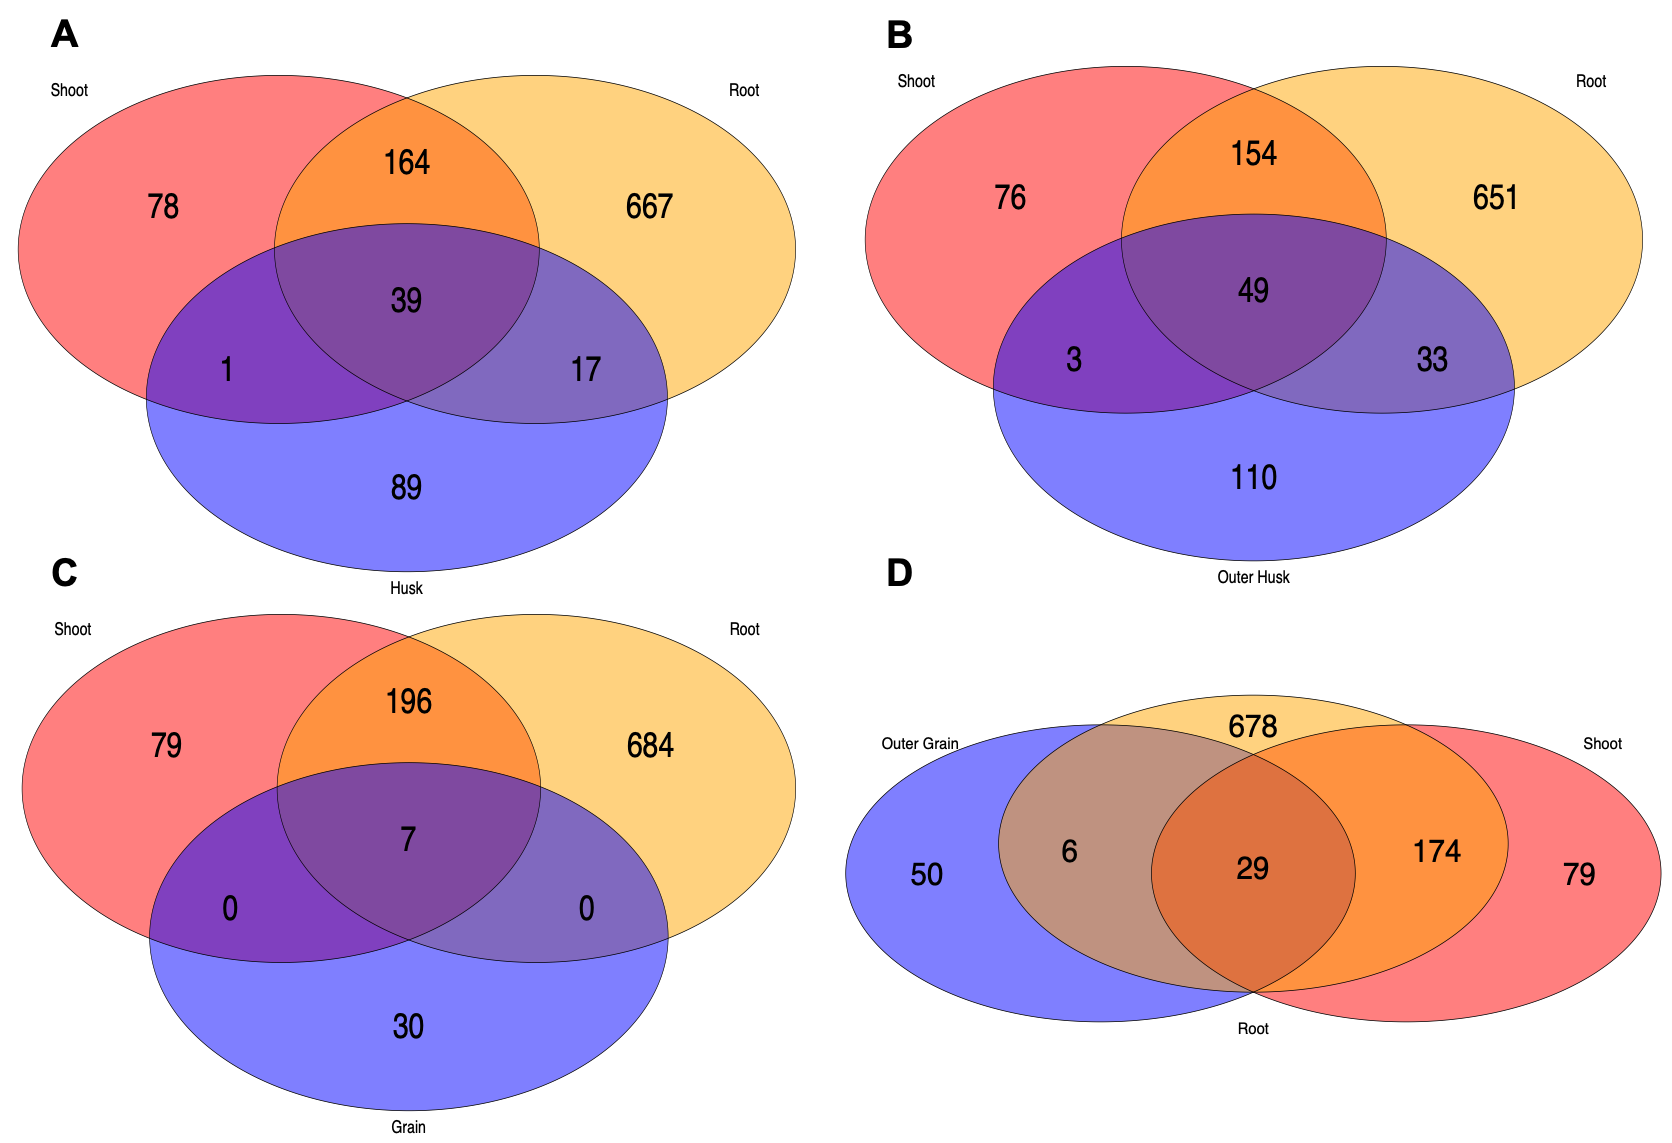 A
Shoot
Root
164
78
667
39
1
17
89
Husk
B
Shoot
Root
154
76
651
49
3
33
110
Outer Husk
C
Shoot
Root
196
79
684
7
0
0
30
Grain
D
678
Outer Grain
Shoot
6
174
29
50
79
Root